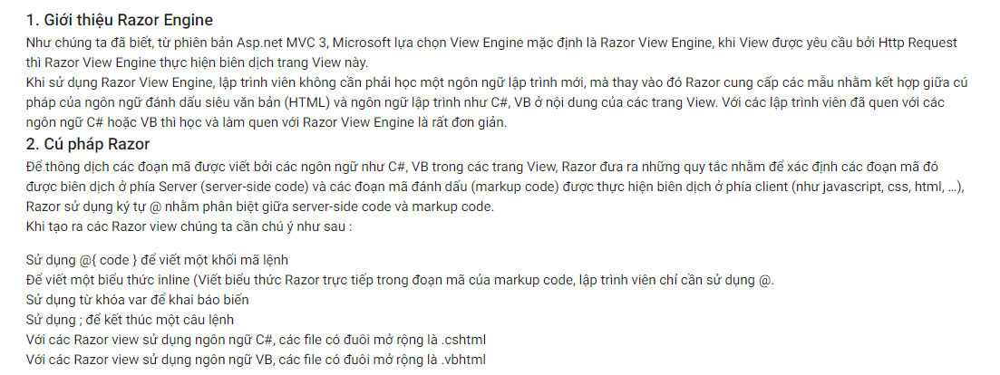 1. Giới thiệu Razor Engine
Như chúng ta đã biết, từ phiên bản Asp.net MVC 3, Microsoft lựa chọn View Engine mặc định là Razor View Engine, khi View được yêu cầu bởi Http Request
thì Razor View Engine thực hiện biên dịch trang View này.
Khi sử dụng Razor View Engine, lập trình viên không cần phải học một ngôn ngữ lập trình mới, mà thay vào đó Razor cung cấp các mẫu nhằm kết hợp giữa cú
pháp của ngôn ngữ đánh dấu siêu văn bản (HTML) và ngôn ngữ lập trình như C#, VB ở nội dung của các trang View. Với các lập trình viên đã quen với các
ngôn ngữ C# hoặc VB thì học và làm quen với Razor View Engine là rất đơn giản.
2. Cú pháp Razor
Để thông dịch các đoạn mã được viết bởi các ngôn ngữ như C#, VB trong các trang View, Razor đưa ra những quy tắc nhằm để xác định các đoạn mã đó
được biên dịch ở phía Server (server-side code) và các đoạn mã đánh dấu (markup code) được thực hiện biên dịch ở phía client (như javascript, css, html, …),
Razor sử dụng ký tự @ nhằm phân biệt giữa server-side code và markup code.
Khi tạo ra các Razor view chúng ta cần chú ý như sau :
Sử dụng @{ code } để viết một khối mã lệnh
Để viết một biểu thức inline (Viết biểu thức Razor trực tiếp trong đoạn mã của markup code, lập trình viên chỉ cần sử dụng @.
Sử dụng từ khóa var để khai báo biến
Sử dụng ; để kết thúc một câu lệnh
Với các Razor view sử dụng ngôn ngữ C#, các file có đuôi mở rộng là .cshtml
Với các Razor view sử dụng ngôn ngữ VB, các file có đuôi mở rộng là .vbhtml